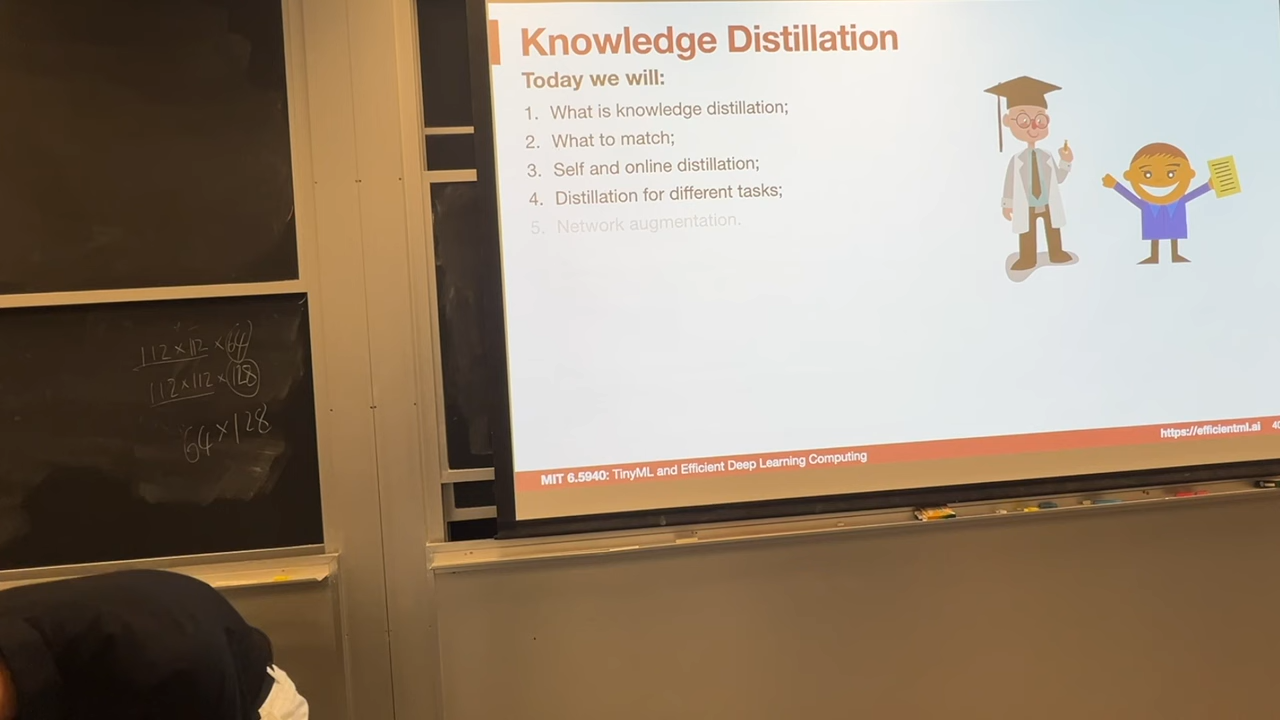 Knowledge Distillation
Today we will:
1. What is knowledge distillation;
2. What to match;
3. Self and online distillation;
4. Distillation for different tasks;
5. Network augmentation.
https://efficientml.ai 40
MIT 6.5940: TinyML and Efficient Deep Learning Computing
112×112×64
112×112×128
64×128